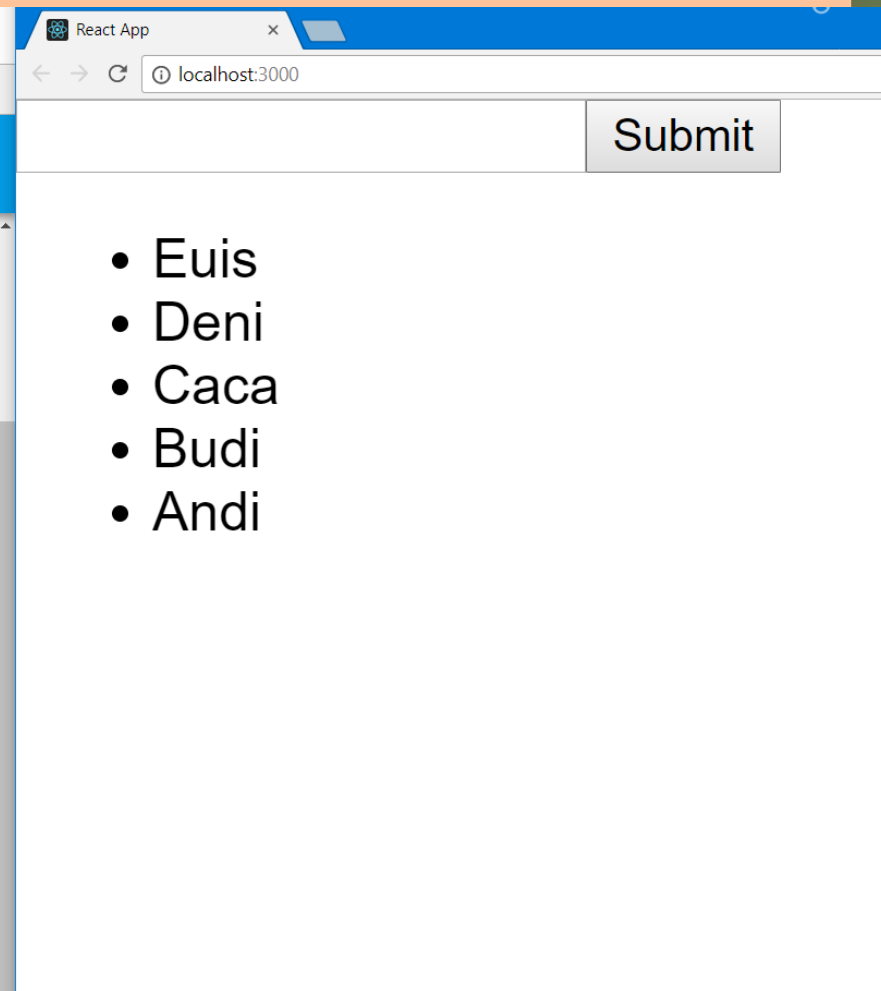 React App
localhost:3000
Submit
Euis
Deni
Caca
Budi
Andi